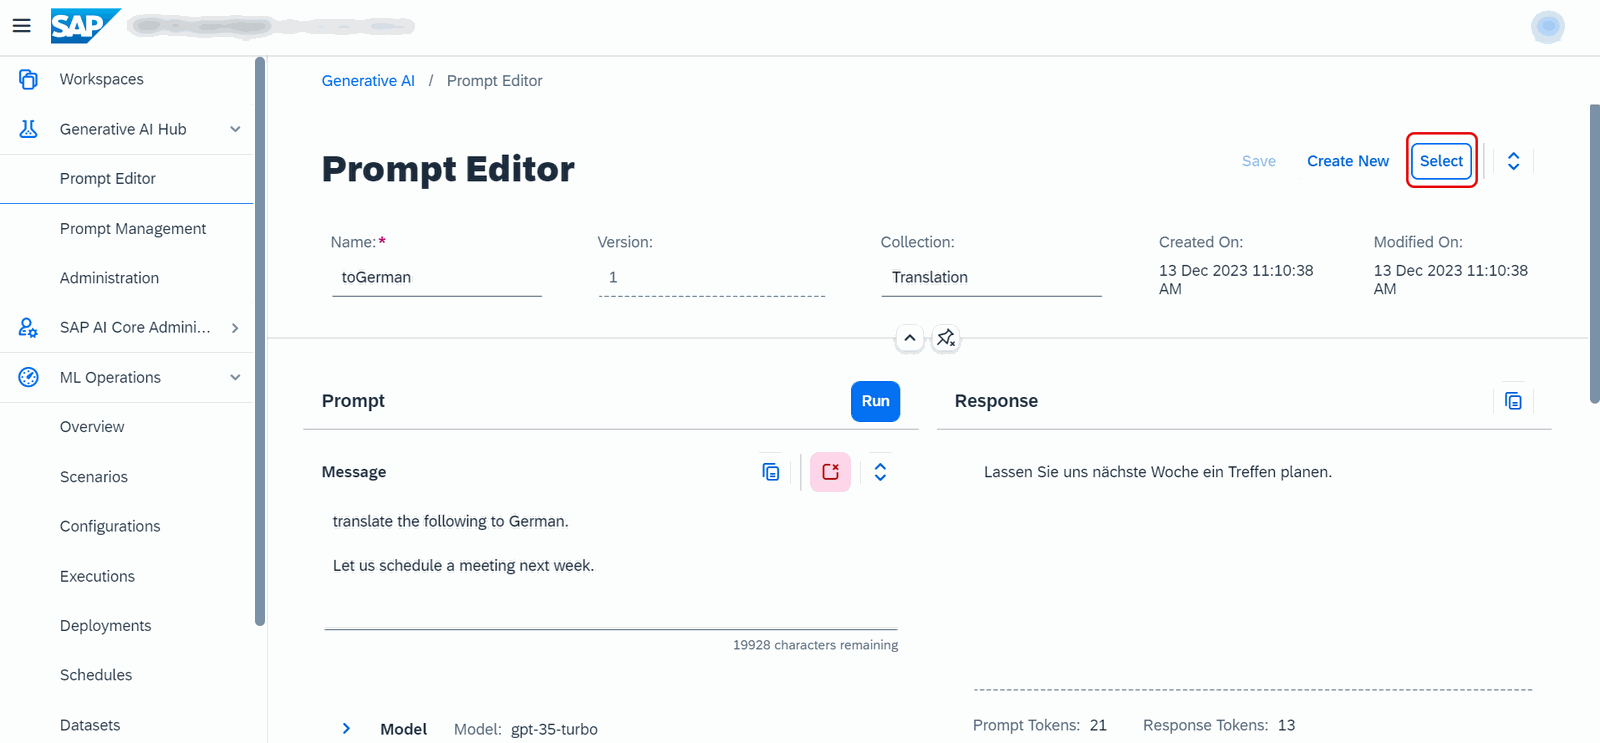 SAP
Workspaces
Generative AI Hub
Prompt Editor
Prompt Management
Administration
SAP AI Core Admini...
ML Operations
Overview
Scenarios
Configurations
Executions
Deployments
Schedules
Datasets
Generative AI / Prompt Editor
Prompt Editor
Save Create New Select
Name:* Version: Collection: Created On: Modified On:
toGerman 1 Translation 13 Dec 2023 11:10:38 AM 13 Dec 2023 11:10:38 AM
Prompt Run
Message
translate the following to German.
Let us schedule a meeting next week.
19928 characters remaining
Model Model: gpt-35-turbo
Response
Lassen Sie uns nächste Woche ein Treffen planen.
Prompt Tokens: 21 Response Tokens: 13